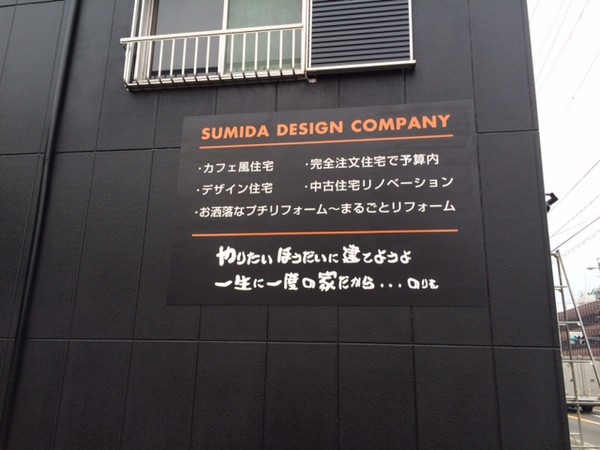 SUMIDA DESIGN COMPANY
・カフェ風住宅 ・完全注文住宅で予算内
・デザイン住宅 ・中古住宅リノベーション
・お洒落なプチリフォーム〜まるごとリフォーム
やりたいほうだいに建てようよ
一生に一度の家だから...のりを